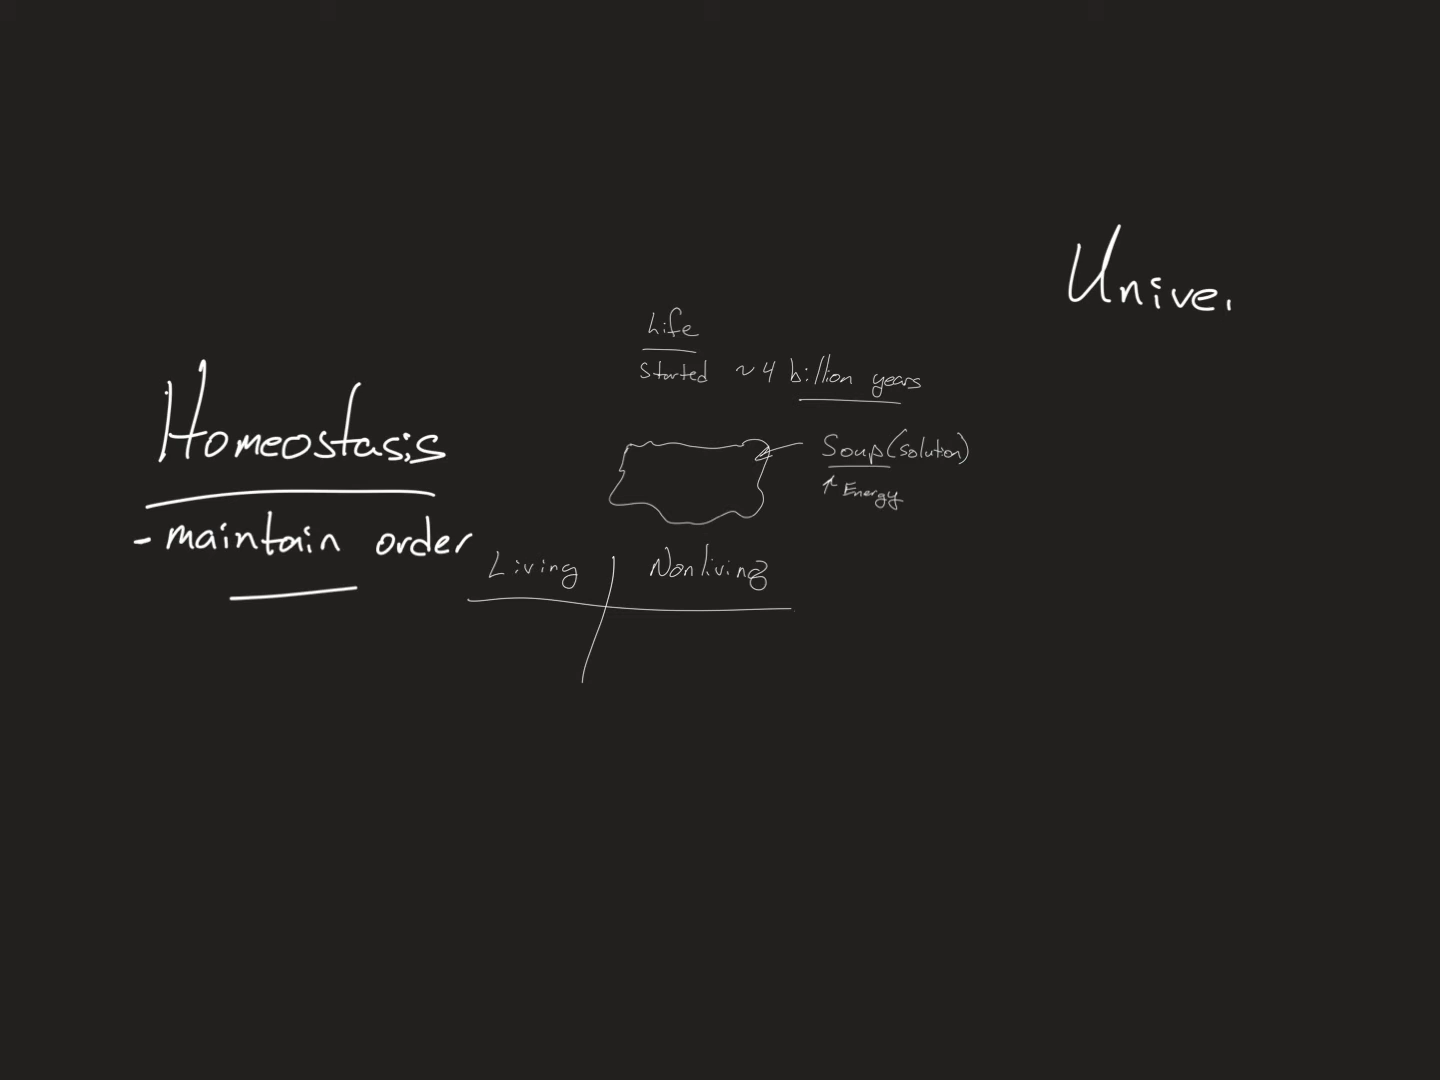 Homeostasis
- maintain order
Life
Started ~4 billion years
Soup (solution)
↑ Energy
Living
Nonliving
Unive.